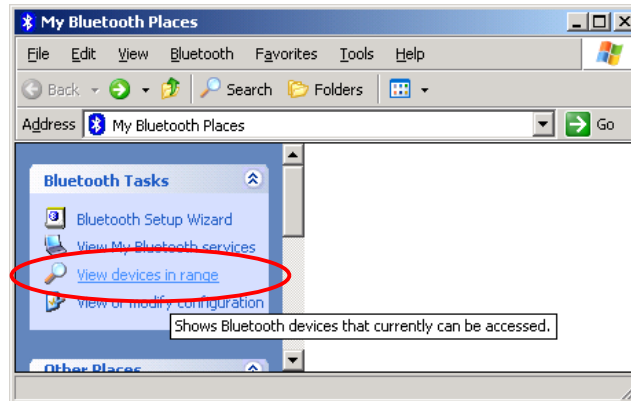 My Bluetooth Places
File Edit View Bluetooth Favorites Tools Help
Back Search Folders
Address My Bluetooth Places Go
Bluetooth Tasks
Bluetooth Setup Wizard
View My Bluetooth services
View devices in range
View or modify configuration
Shows Bluetooth devices that currently can be accessed.
Other Places